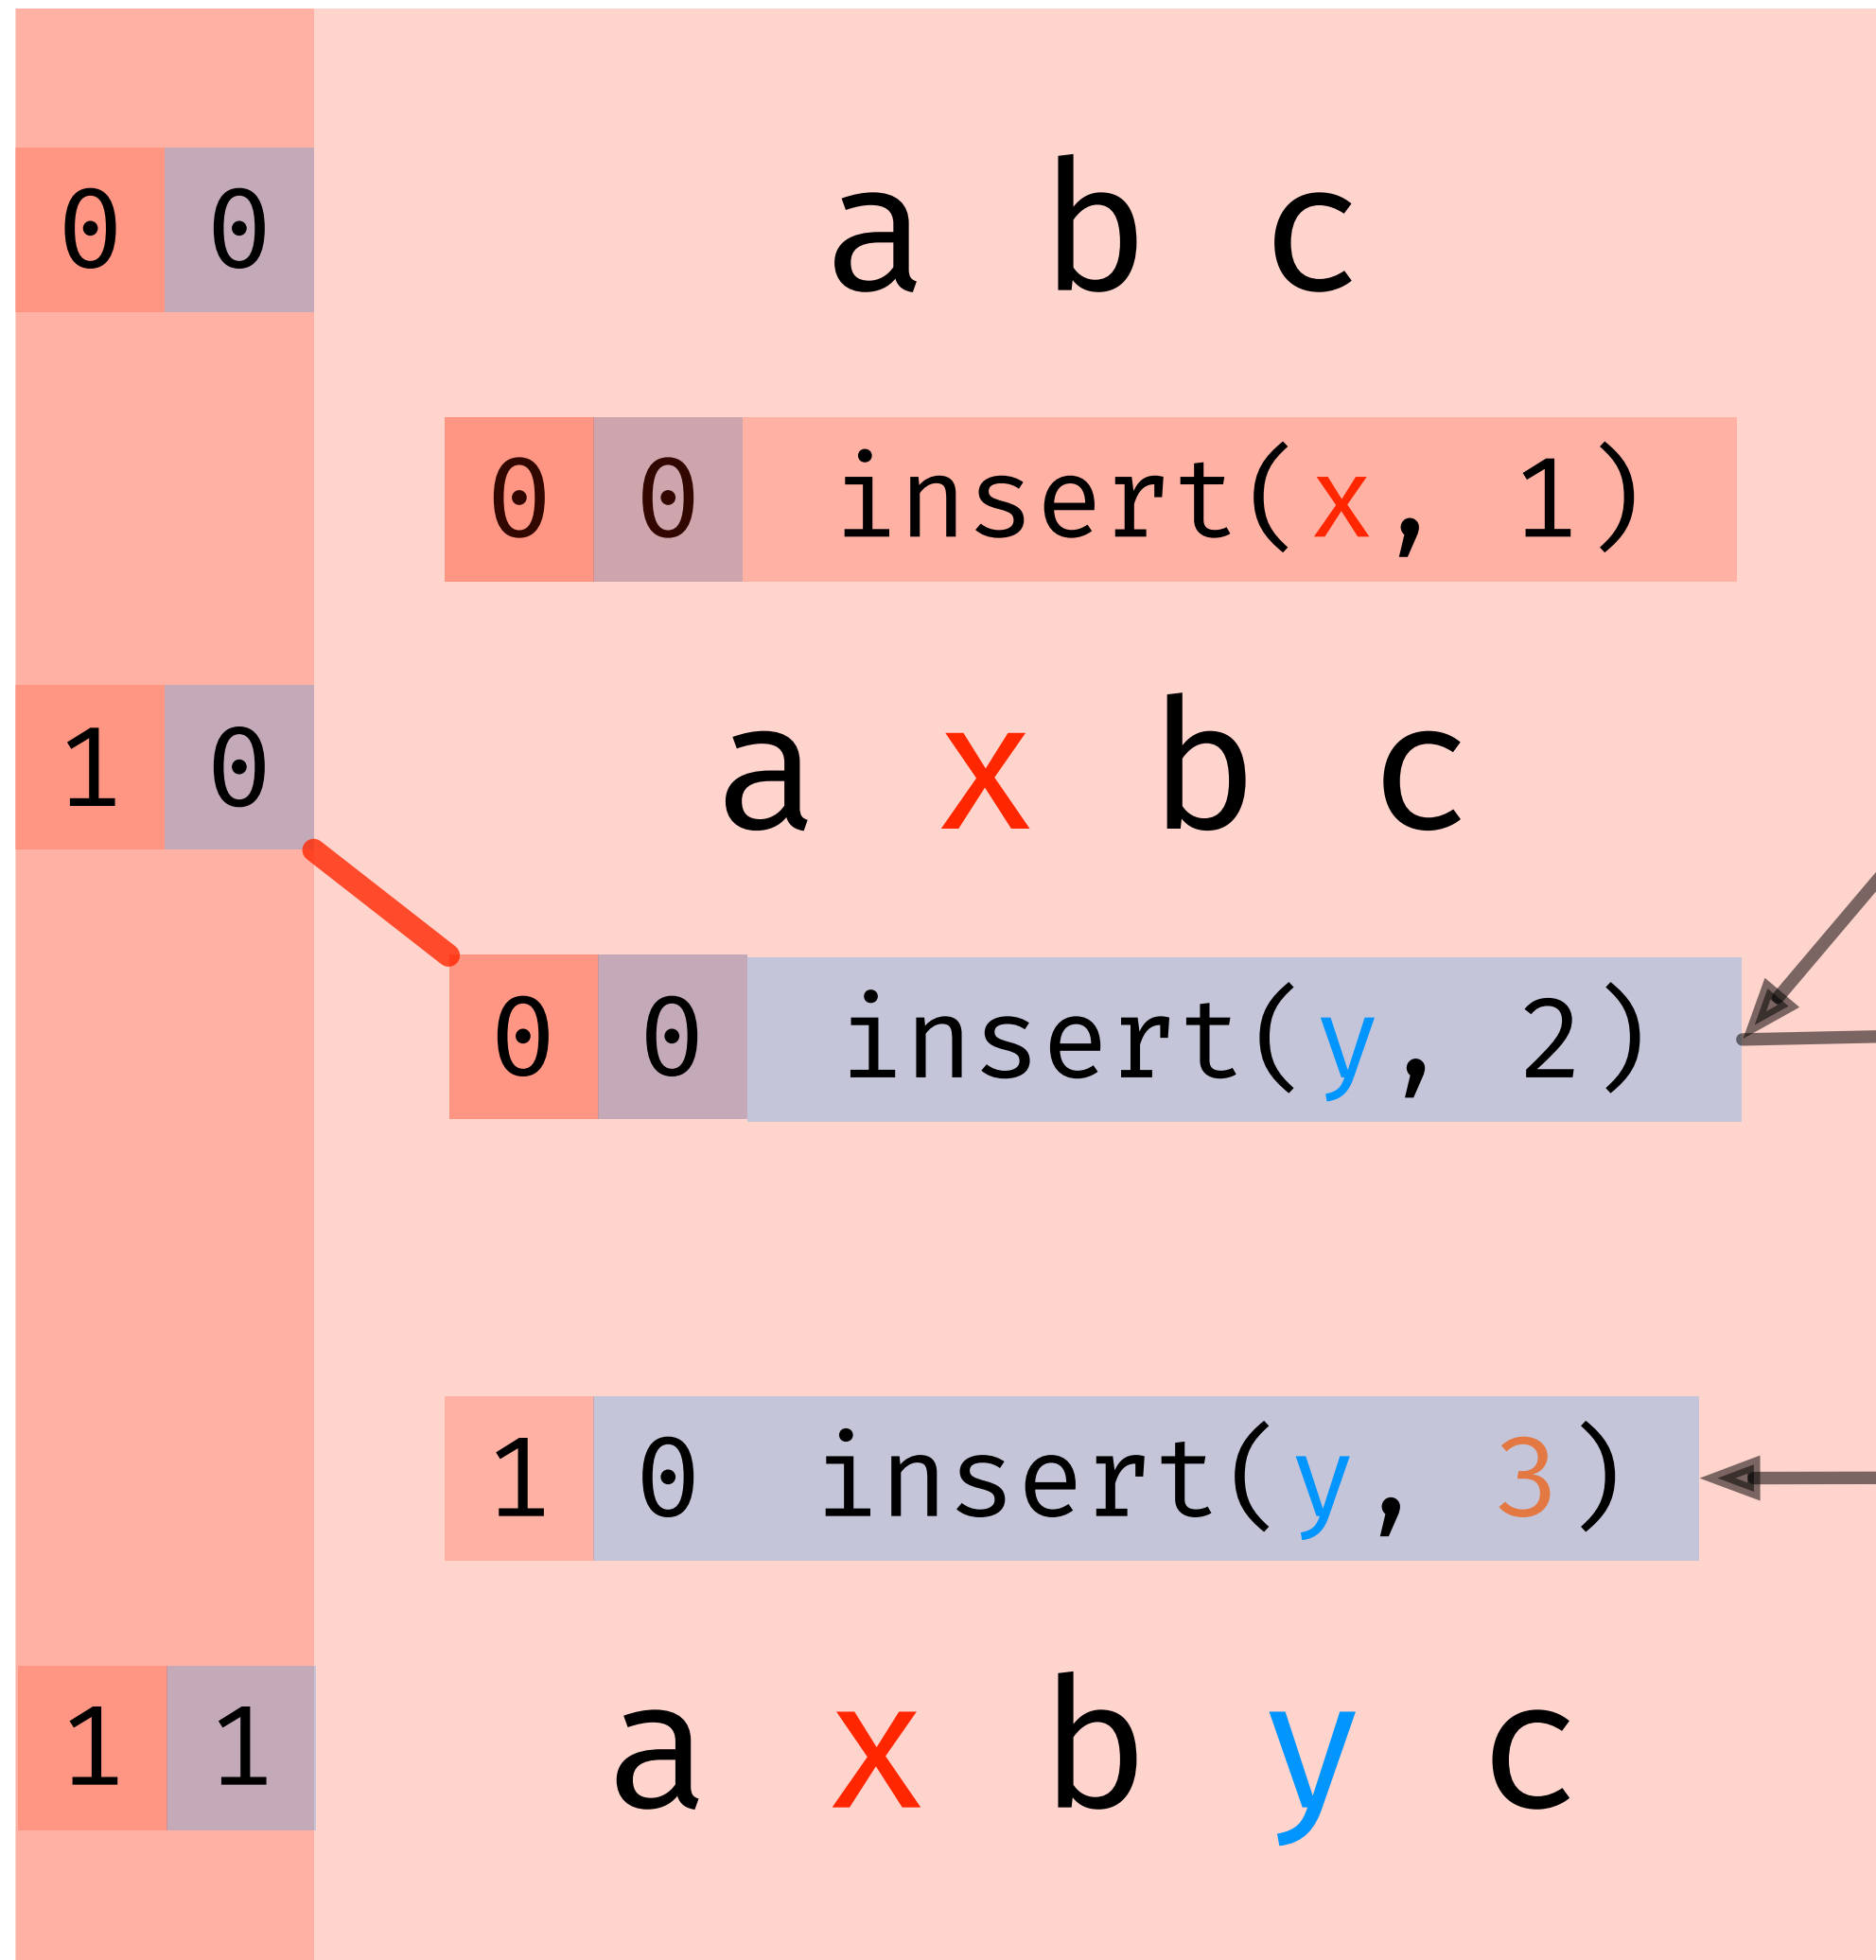 0 0 a b c
0 0 insert(x, 1)
1 0 a x b c
0 0 insert(y, 2)
1 0 insert(y, 3)
1 1 a x b y c